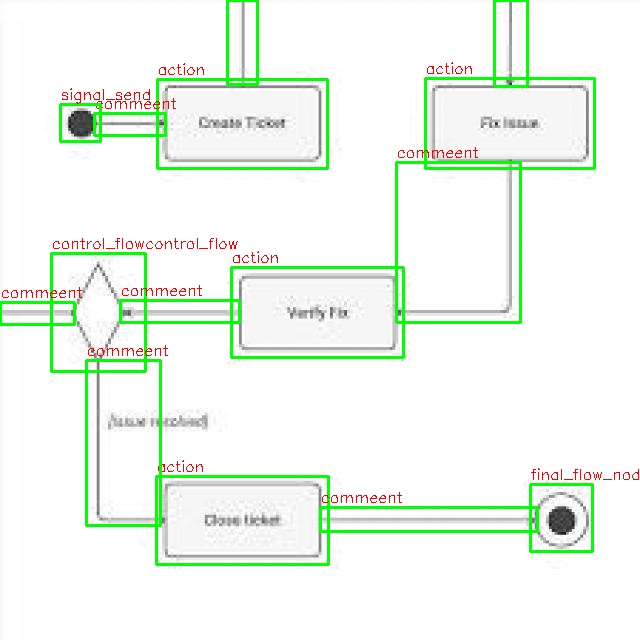 action
action
signal_send
commeent
Create Ticket
Fix Issue
commeent
control_flowcontrol_flow
action
commeent
commeent
Verify Fix
commeent
[issue resolved]
action
final_flow_nod
commeent
Close ticket